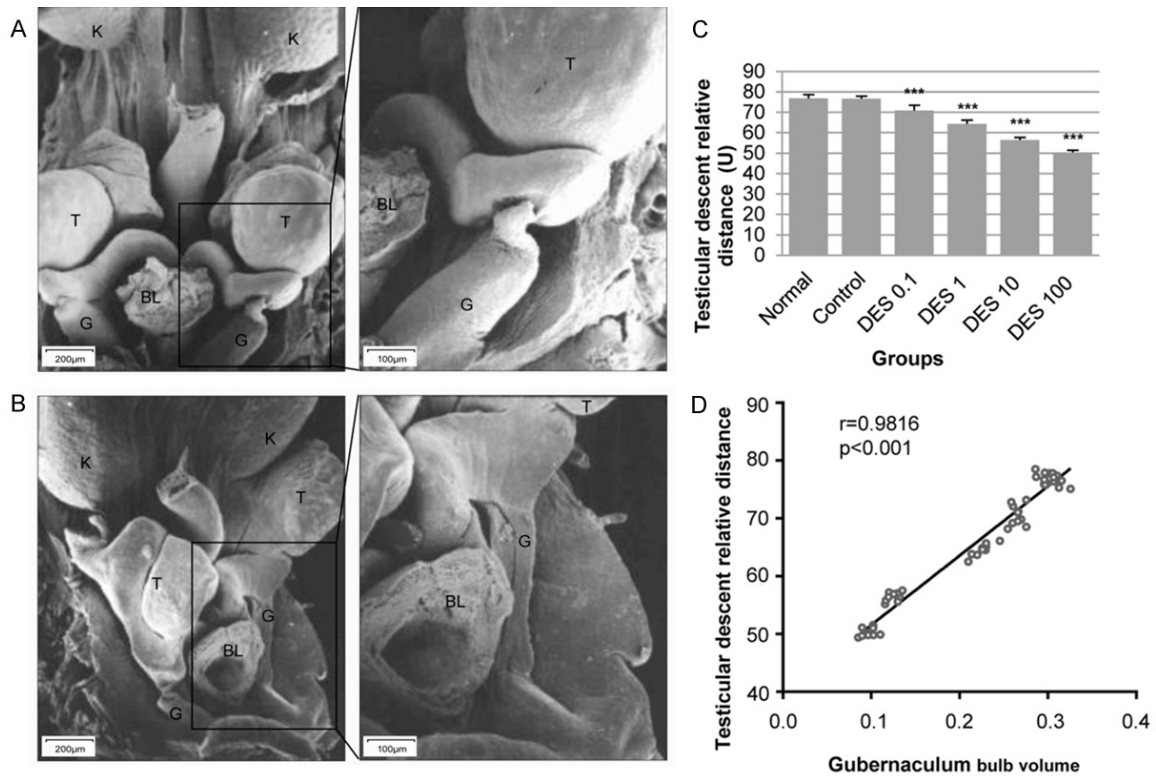 A
K
K
T
T
BL
G
G
200μm
T
BL
G
100μm
B
K
K
T
T
G
BL
G
200μm
T
G
BL
100μm
C
Testicular descent relative
distance (U)
90
80
70
60
50
40
30
20
10
0
***
***
***
***
Normal
Control
DES 0.1
DES 1
DES 10
DES 100
Groups
D
Testicular descent relative distance
90
80
70
60
50
40
r=0.9816
p<0.001
0.0
0.1
0.2
0.3
0.4
Gubernaculum bulb volume